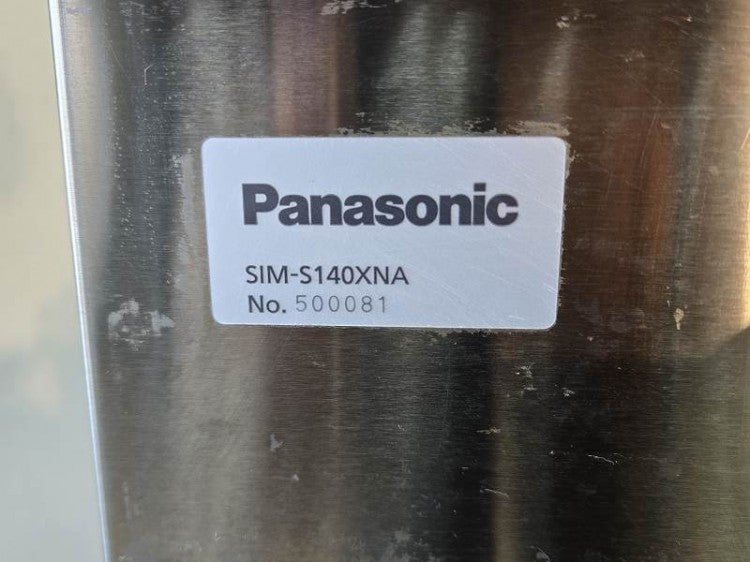 Panasonic
SIM-S140XNA
No. 500081